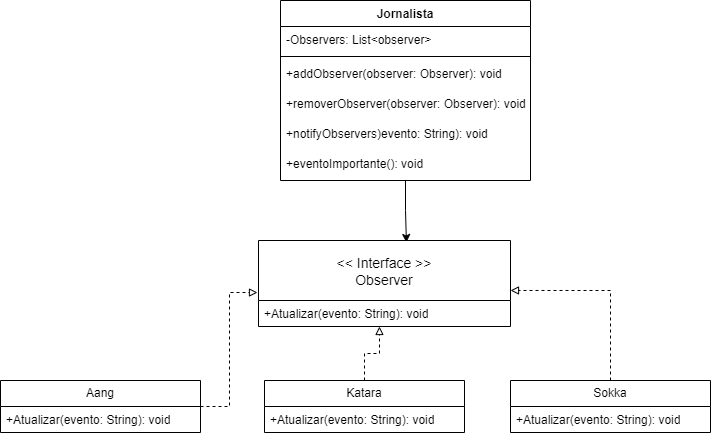 Jornalista
-Observers: List<observer>
+addObserver(observer: Observer): void
+removerObserver(observer: Observer): void
+notifyObservers)evento: String): void
+eventoImportante(): void
<< Interface >>
Observer
+Atualizar(evento: String): void
Aang
+Atualizar(evento: String): void
Katara
+Atualizar(evento: String): void
Sokka
+Atualizar(evento: String): void